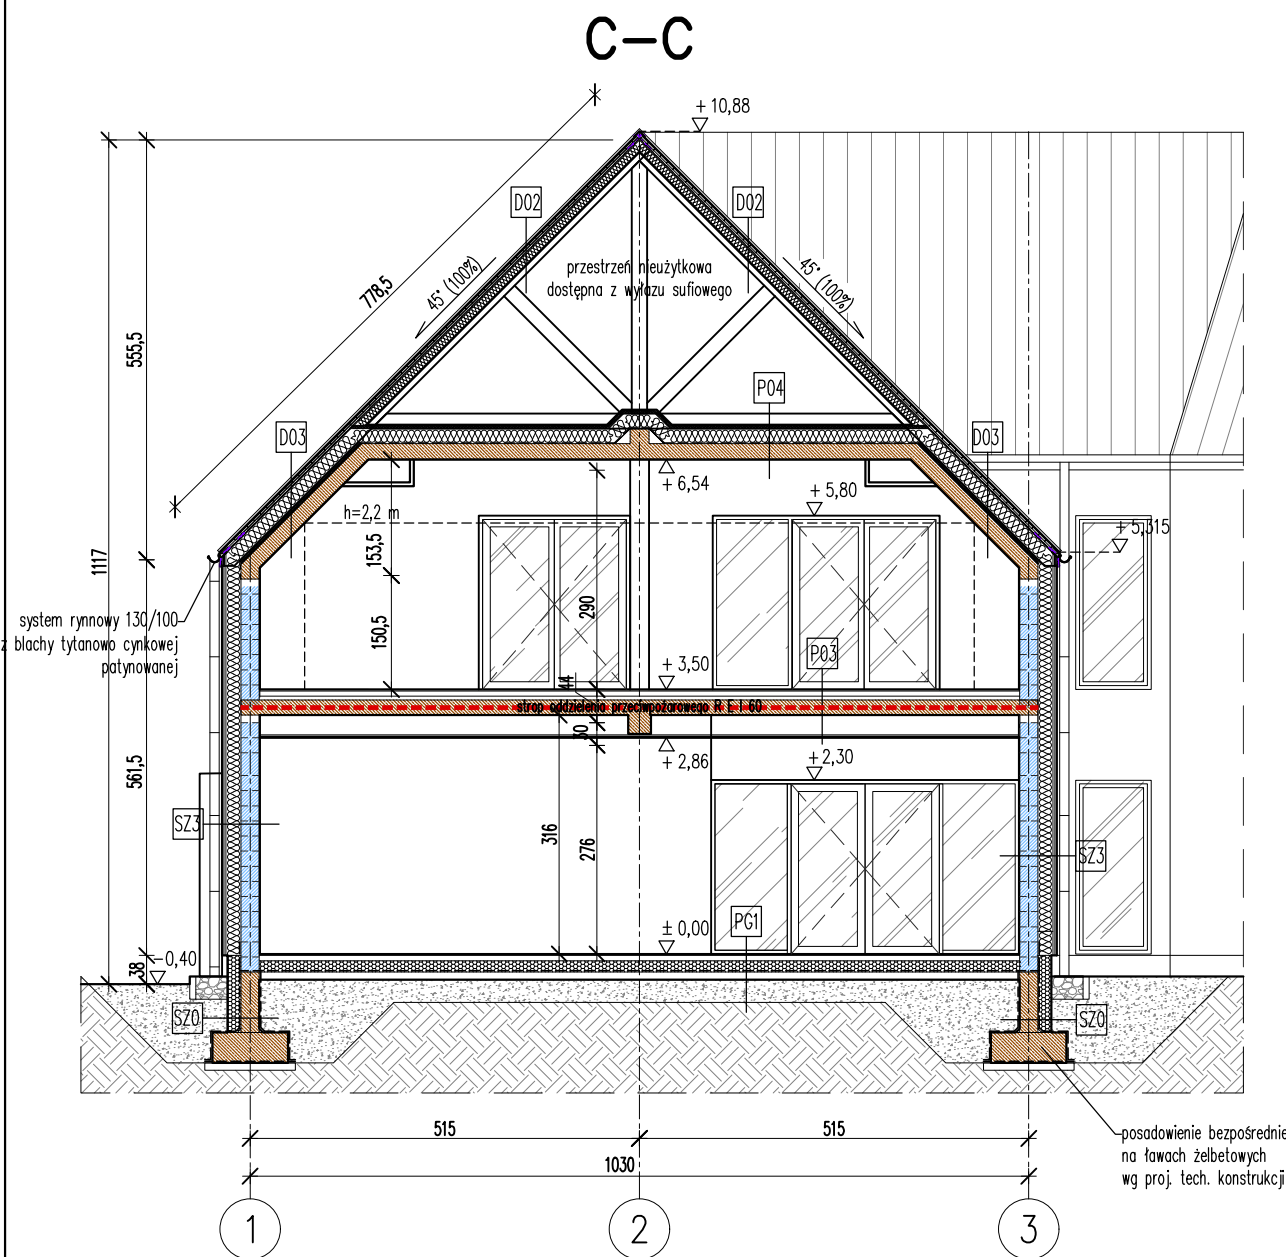 C-C
+ 10,88
D02
D02
przestrzeń nieużytkowa
dostępna z wyłazu sufiowego
45° (100%)
45° (100%)
778,5
555,5
P04
D03
D03
+ 6,54
+ 5,80
h=2,2 m
+ 5,315
153,5
1117
290
system rynnowy 130/100
z blachy tytanowo cynkowej
patynowanej
150,5
+ 3,50
P03
44
strop oddzielenia przeciwpożarowego R E I 60
30
+ 2,86
+ 2,30
561,5
SZ3
316
276
SZ3
PG1
± 0,00
-0,40
38
SZ0
SZ0
515
515
posadowienie bezpośrednie
na ławach żelbetowych
wg proj. tech. konstrukcji
1030
1
2
3